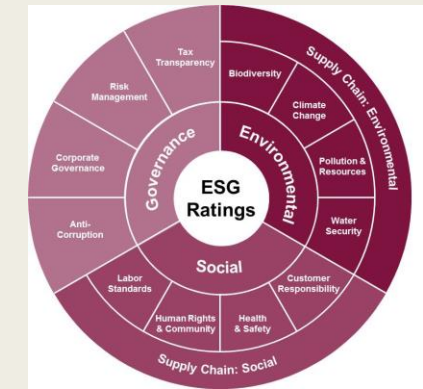 ESG
Ratings
Environmental
Biodiversity
Climate
Change
Pollution &
Resources
Water
Security
Supply Chain: Environmental
Social
Customer
Responsibility
Health
& Safety
Human Rights
& Community
Labor
Standards
Supply Chain: Social
Governance
Anti-
Corruption
Corporate
Governance
Risk
Management
Tax
Transparency